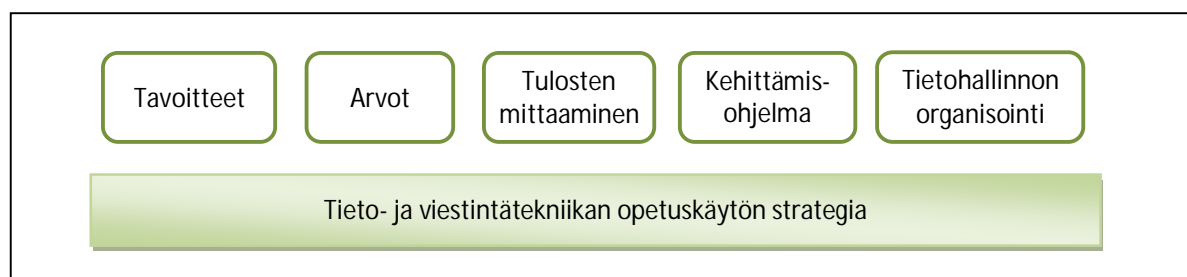 Tavoitteet
Arvot
Tulosten
mittaaminen
Kehittämis-
ohjelma
Tietohallinnon
organisointi
Tieto- ja viestintätekniikan opetuskäytön strategia